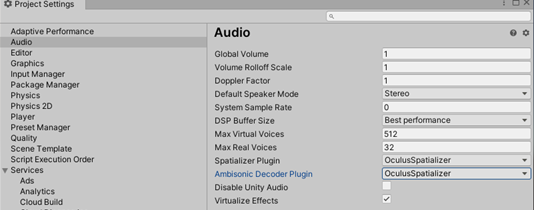 Project Settings
Adaptive Performance
Audio
Editor
Graphics
Input Manager
Package Manager
Physics
Physics 2D
Player
Preset Manager
Quality
Scene Template
Script Execution Order
Services
Ads
Analytics
Cloud Build
Audio
Global Volume 1
Volume Rolloff Scale 1
Doppler Factor 1
Default Speaker Mode Stereo
System Sample Rate 0
DSP Buffer Size Best performance
Max Virtual Voices 512
Max Real Voices 32
Spatializer Plugin OculusSpatializer
Ambisonic Decoder Plugin OculusSpatializer
Disable Unity Audio
Virtualize Effects